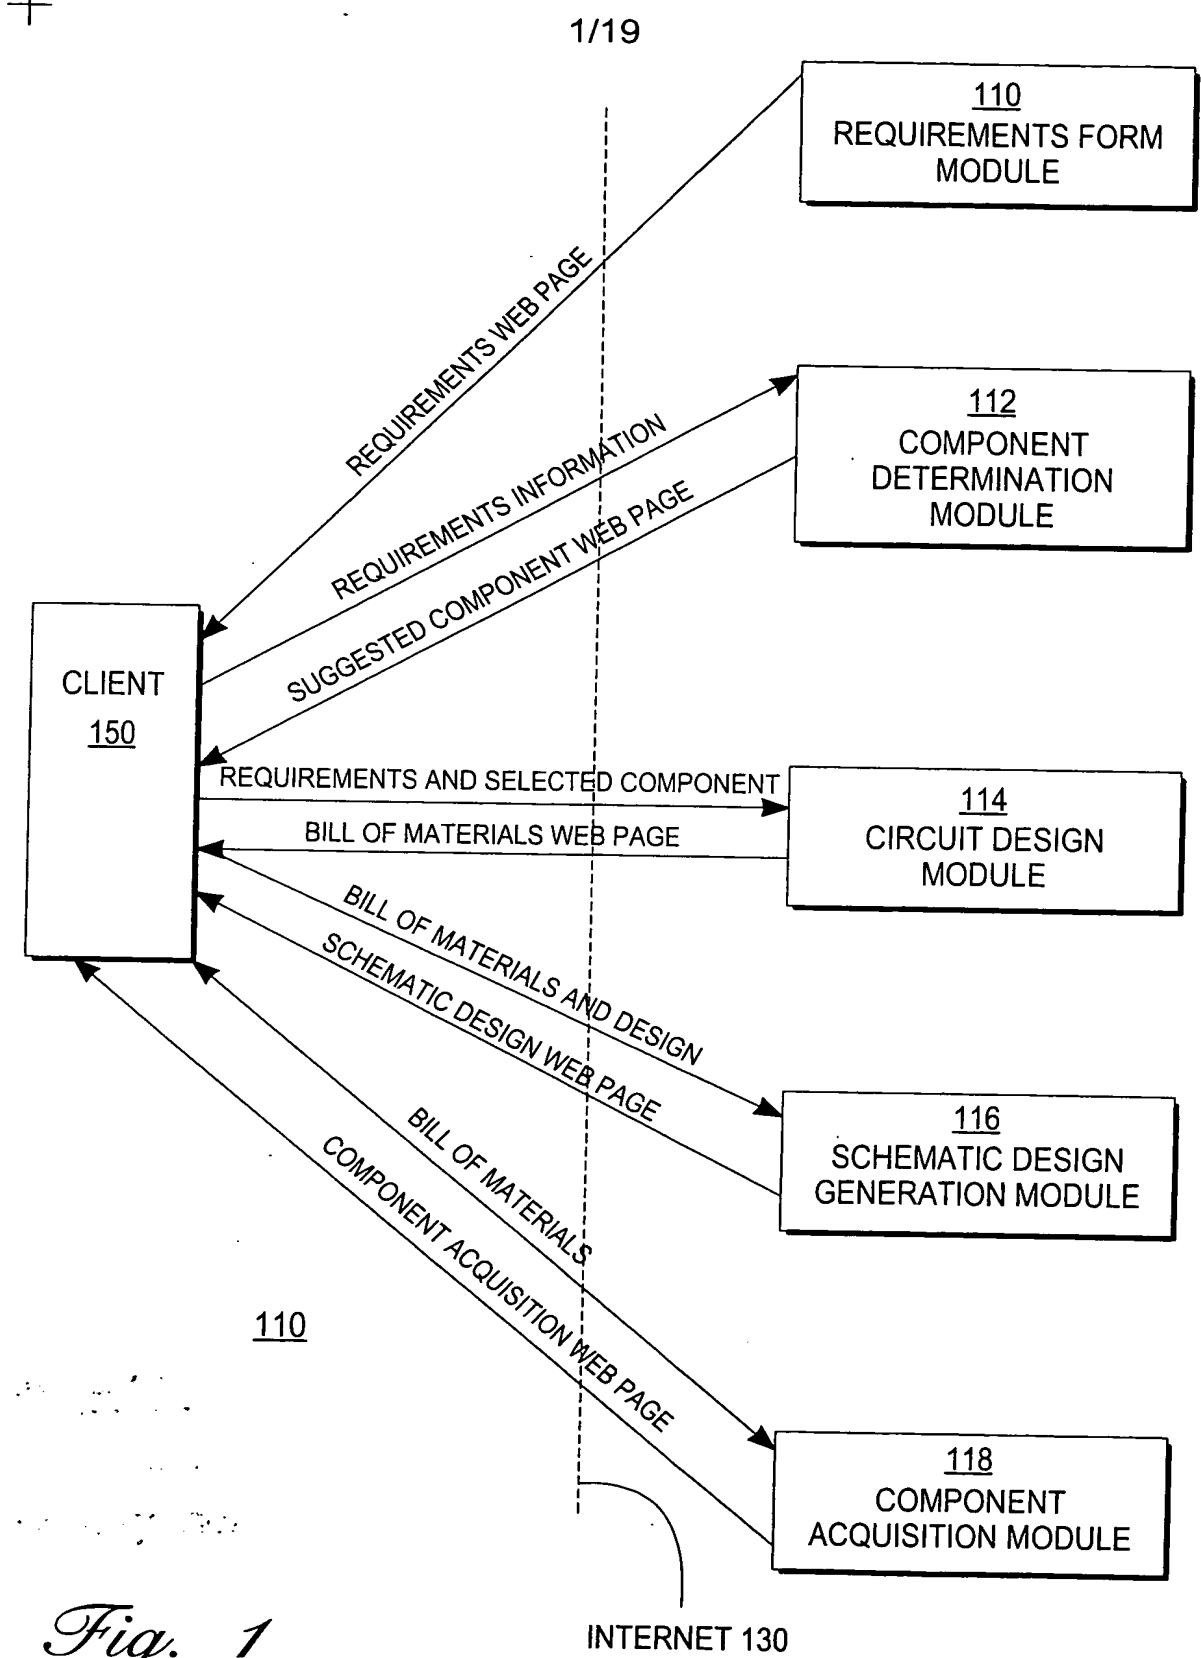 1/19
110
REQUIREMENTS FORM
MODULE
REQUIREMENTS WEB PAGE
112
COMPONENT
DETERMINATION
MODULE
REQUIREMENTS INFORMATION
SUGGESTED COMPONENT WEB PAGE
CLIENT
150
REQUIREMENTS AND SELECTED COMPONENT
BILL OF MATERIALS WEB PAGE
114
CIRCUIT DESIGN
MODULE
BILL OF MATERIALS AND DESIGN
SCHEMATIC DESIGN WEB PAGE
116
SCHEMATIC DESIGN
GENERATION MODULE
BILL OF MATERIALS
COMPONENT ACQUISITION WEB PAGE
110
118
COMPONENT
ACQUISITION MODULE
Fig. 1
INTERNET 130